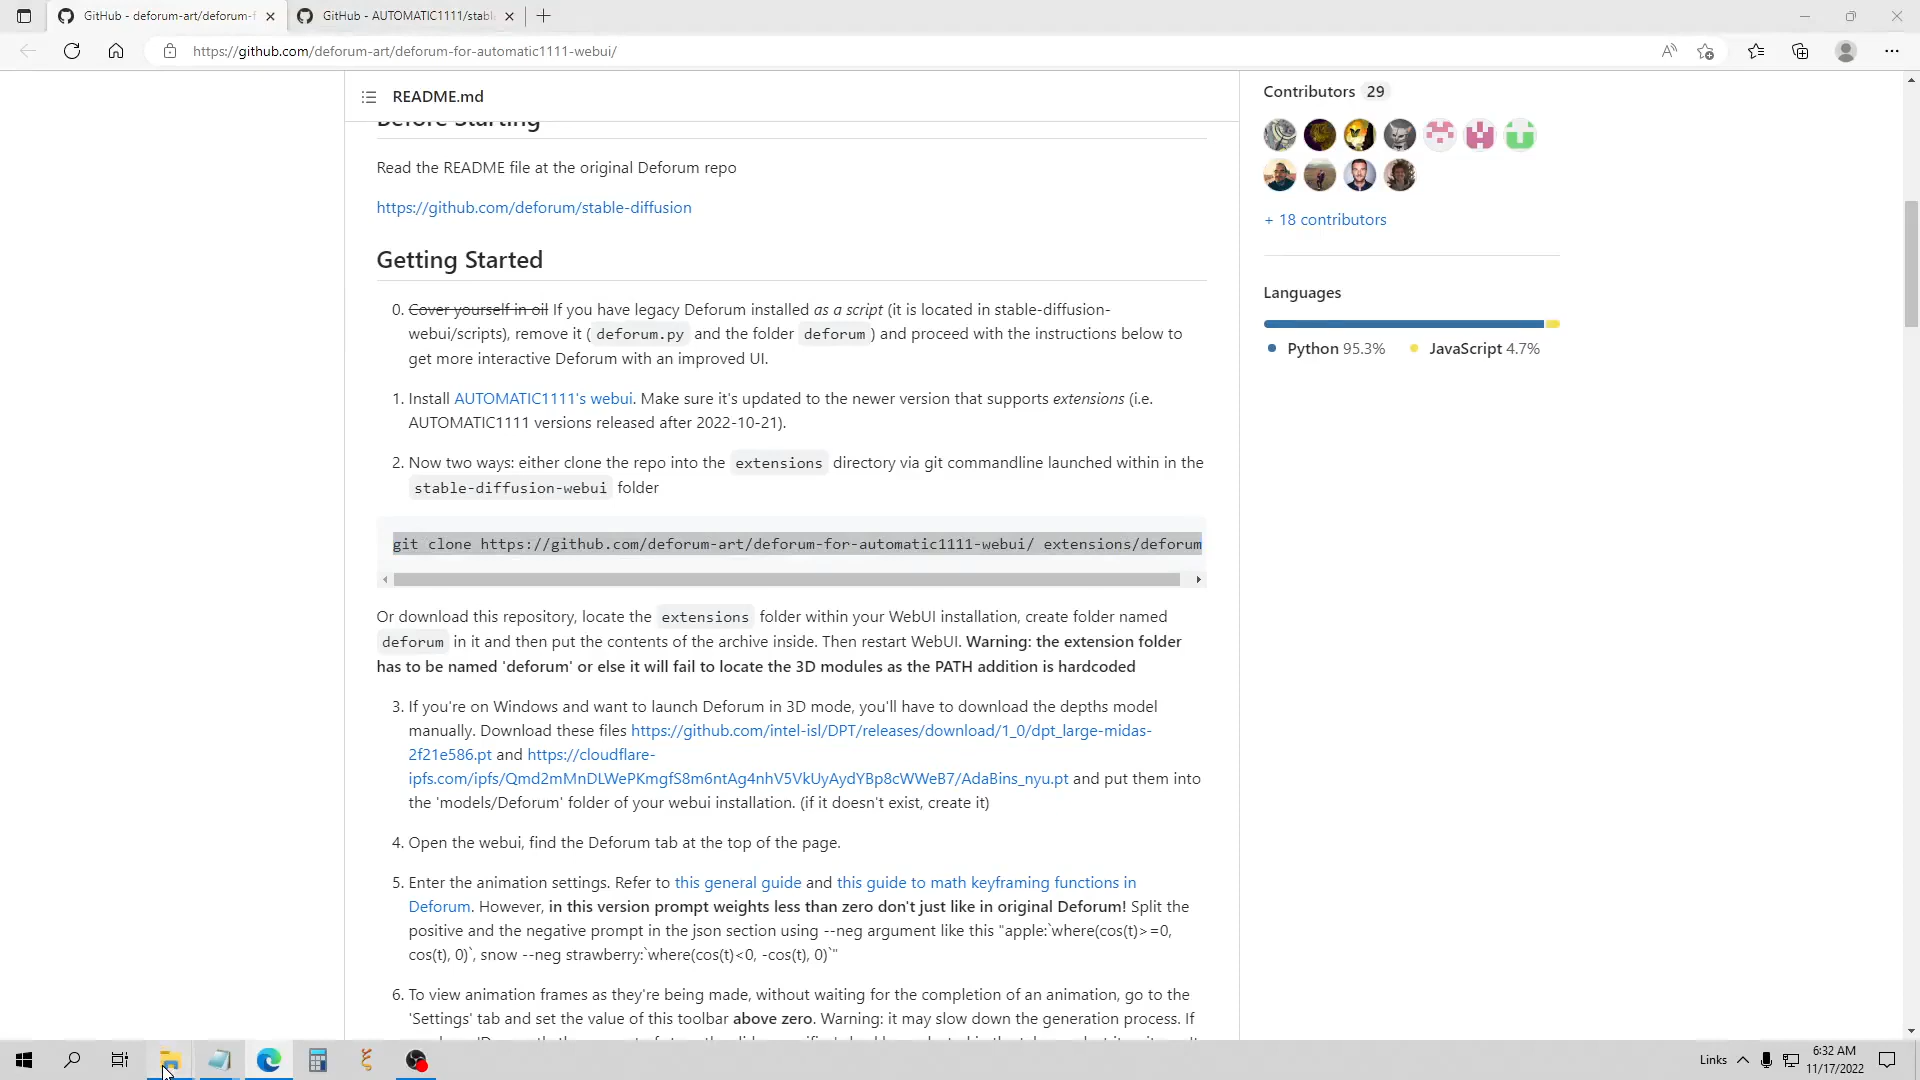 GitHub - deforum-art/deforum-f
GitHub - AUTOMATIC1111/stabl
https://github.com/deforum-art/deforum-for-automatic1111-webui/
README.md
Contributors 29
Before Starting
Read the README file at the original Deforum repo
https://github.com/deforum/stable-diffusion
+ 18 contributors
Getting Started
Languages
Python 95.3% JavaScript 4.7%
0. Cover yourself in oil If you have legacy Deforum installed as a script (it is located in stable-diffusion-
webui/scripts), remove it ( deforum.py and the folder deforum ) and proceed with the instructions below to
get more interactive Deforum with an improved UI.
1. Install AUTOMATIC1111's webui. Make sure it's updated to the newer version that supports extensions (i.e.
AUTOMATIC1111 versions released after 2022-10-21).
2. Now two ways: either clone the repo into the extensions directory via git commandline launched within in the
stable-diffusion-webui folder
git clone https://github.com/deforum-art/deforum-for-automatic1111-webui/ extensions/deforum
Or download this repository, locate the extensions folder within your WebUI installation, create folder named
deforum in it and then put the contents of the archive inside. Then restart WebUI. Warning: the extension folder
has to be named 'deforum' or else it will fail to locate the 3D modules as the PATH addition is hardcoded
3. If you're on Windows and want to launch Deforum in 3D mode, you'll have to download the depths model
manually. Download these files https://github.com/intel-isl/DPT/releases/download/1_0/dpt_large-midas-
2f21e586.pt and https://cloudflare-
ipfs.com/ipfs/Qmd2mMnDLWePKmgfS8m6ntAg4nhV5VkUyAydYBp8cWWeB7/AdaBins_nyu.pt and put them into
the 'models/Deforum' folder of your webui installation. (if it doesn't exist, create it)
4. Open the webui, find the Deforum tab at the top of the page.
5. Enter the animation settings. Refer to this general guide and this guide to math keyframing functions in
Deforum. However, in this version prompt weights less than zero don't just like in original Deforum! Split the
positive and the negative prompt in the json section using --neg argument like this "apple:`where(cos(t)>=0,
cos(t), 0)`, snow --neg strawberry:`where(cos(t)<0, -cos(t), 0)`"
6. To view animation frames as they're being made, without waiting for the completion of an animation, go to the
'Settings' tab and set the value of this toolbar above zero. Warning: it may slow down the generation process. If
Links
6:32 AM
11/17/2022